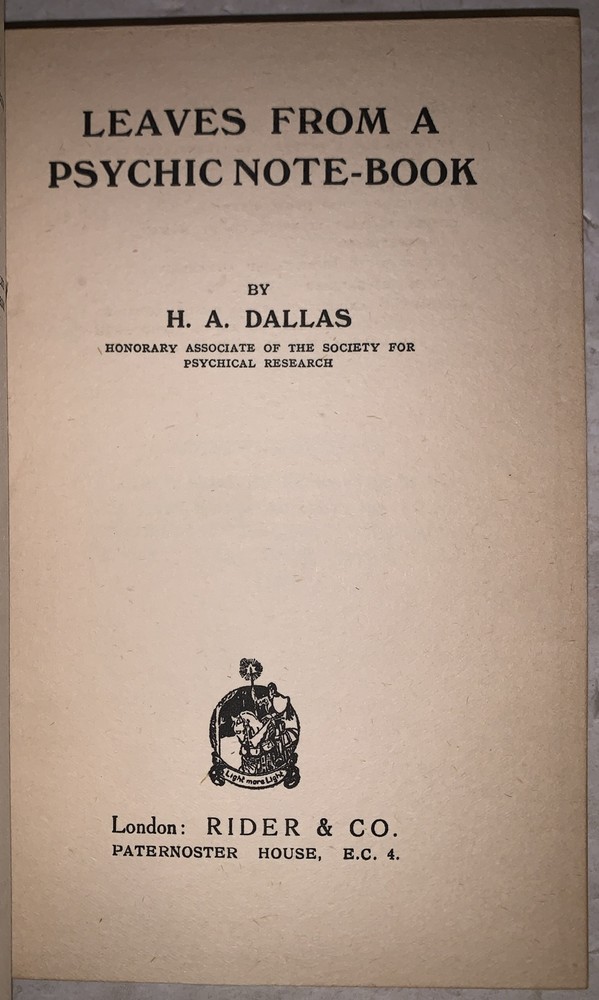 LEAVES FROM A
PSYCHIC NOTE-BOOK
BY
H. A. DALLAS
HONORARY ASSOCIATE OF THE SOCIETY FOR
PSYCHICAL RESEARCH
Light more Light
London: RIDER & CO.
PATERNOSTER HOUSE, E.C. 4.